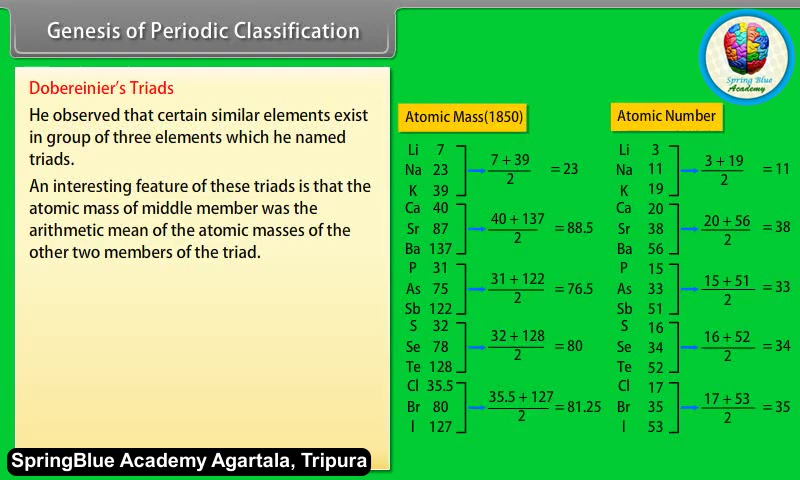 Genesis of Periodic Classification
Spring Blue
Academy
Dobereinier's Triads
He observed that certain similar elements exist
in group of three elements which he named
triads.
An interesting feature of these triads is that the
atomic mass of middle member was the
arithmetic mean of the atomic masses of the
other two members of the triad.
Atomic Mass(1850)
Li 7
Na 23
K 39
7 + 39
2
= 23
Ca 40
Sr 87
Ba 137
40 + 137
2
= 88.5
P 31
As 75
Sb 122
31 + 122
2
= 76.5
S 32
Se 78
Te 128
32 + 128
2
= 80
Cl 35.5
Br 80
I 127
35.5 + 127
2
= 81.25
Atomic Number
Li 3
Na 11
K 19
3 + 19
2
= 11
Ca 20
Sr 38
Ba 56
20 + 56
2
= 38
P 15
As 33
Sb 51
15 + 51
2
= 33
S 16
Se 34
Te 52
16 + 52
2
= 34
Cl 17
Br 35
I 53
17 + 53
2
= 35
SpringBlue Academy Agartala, Tripura